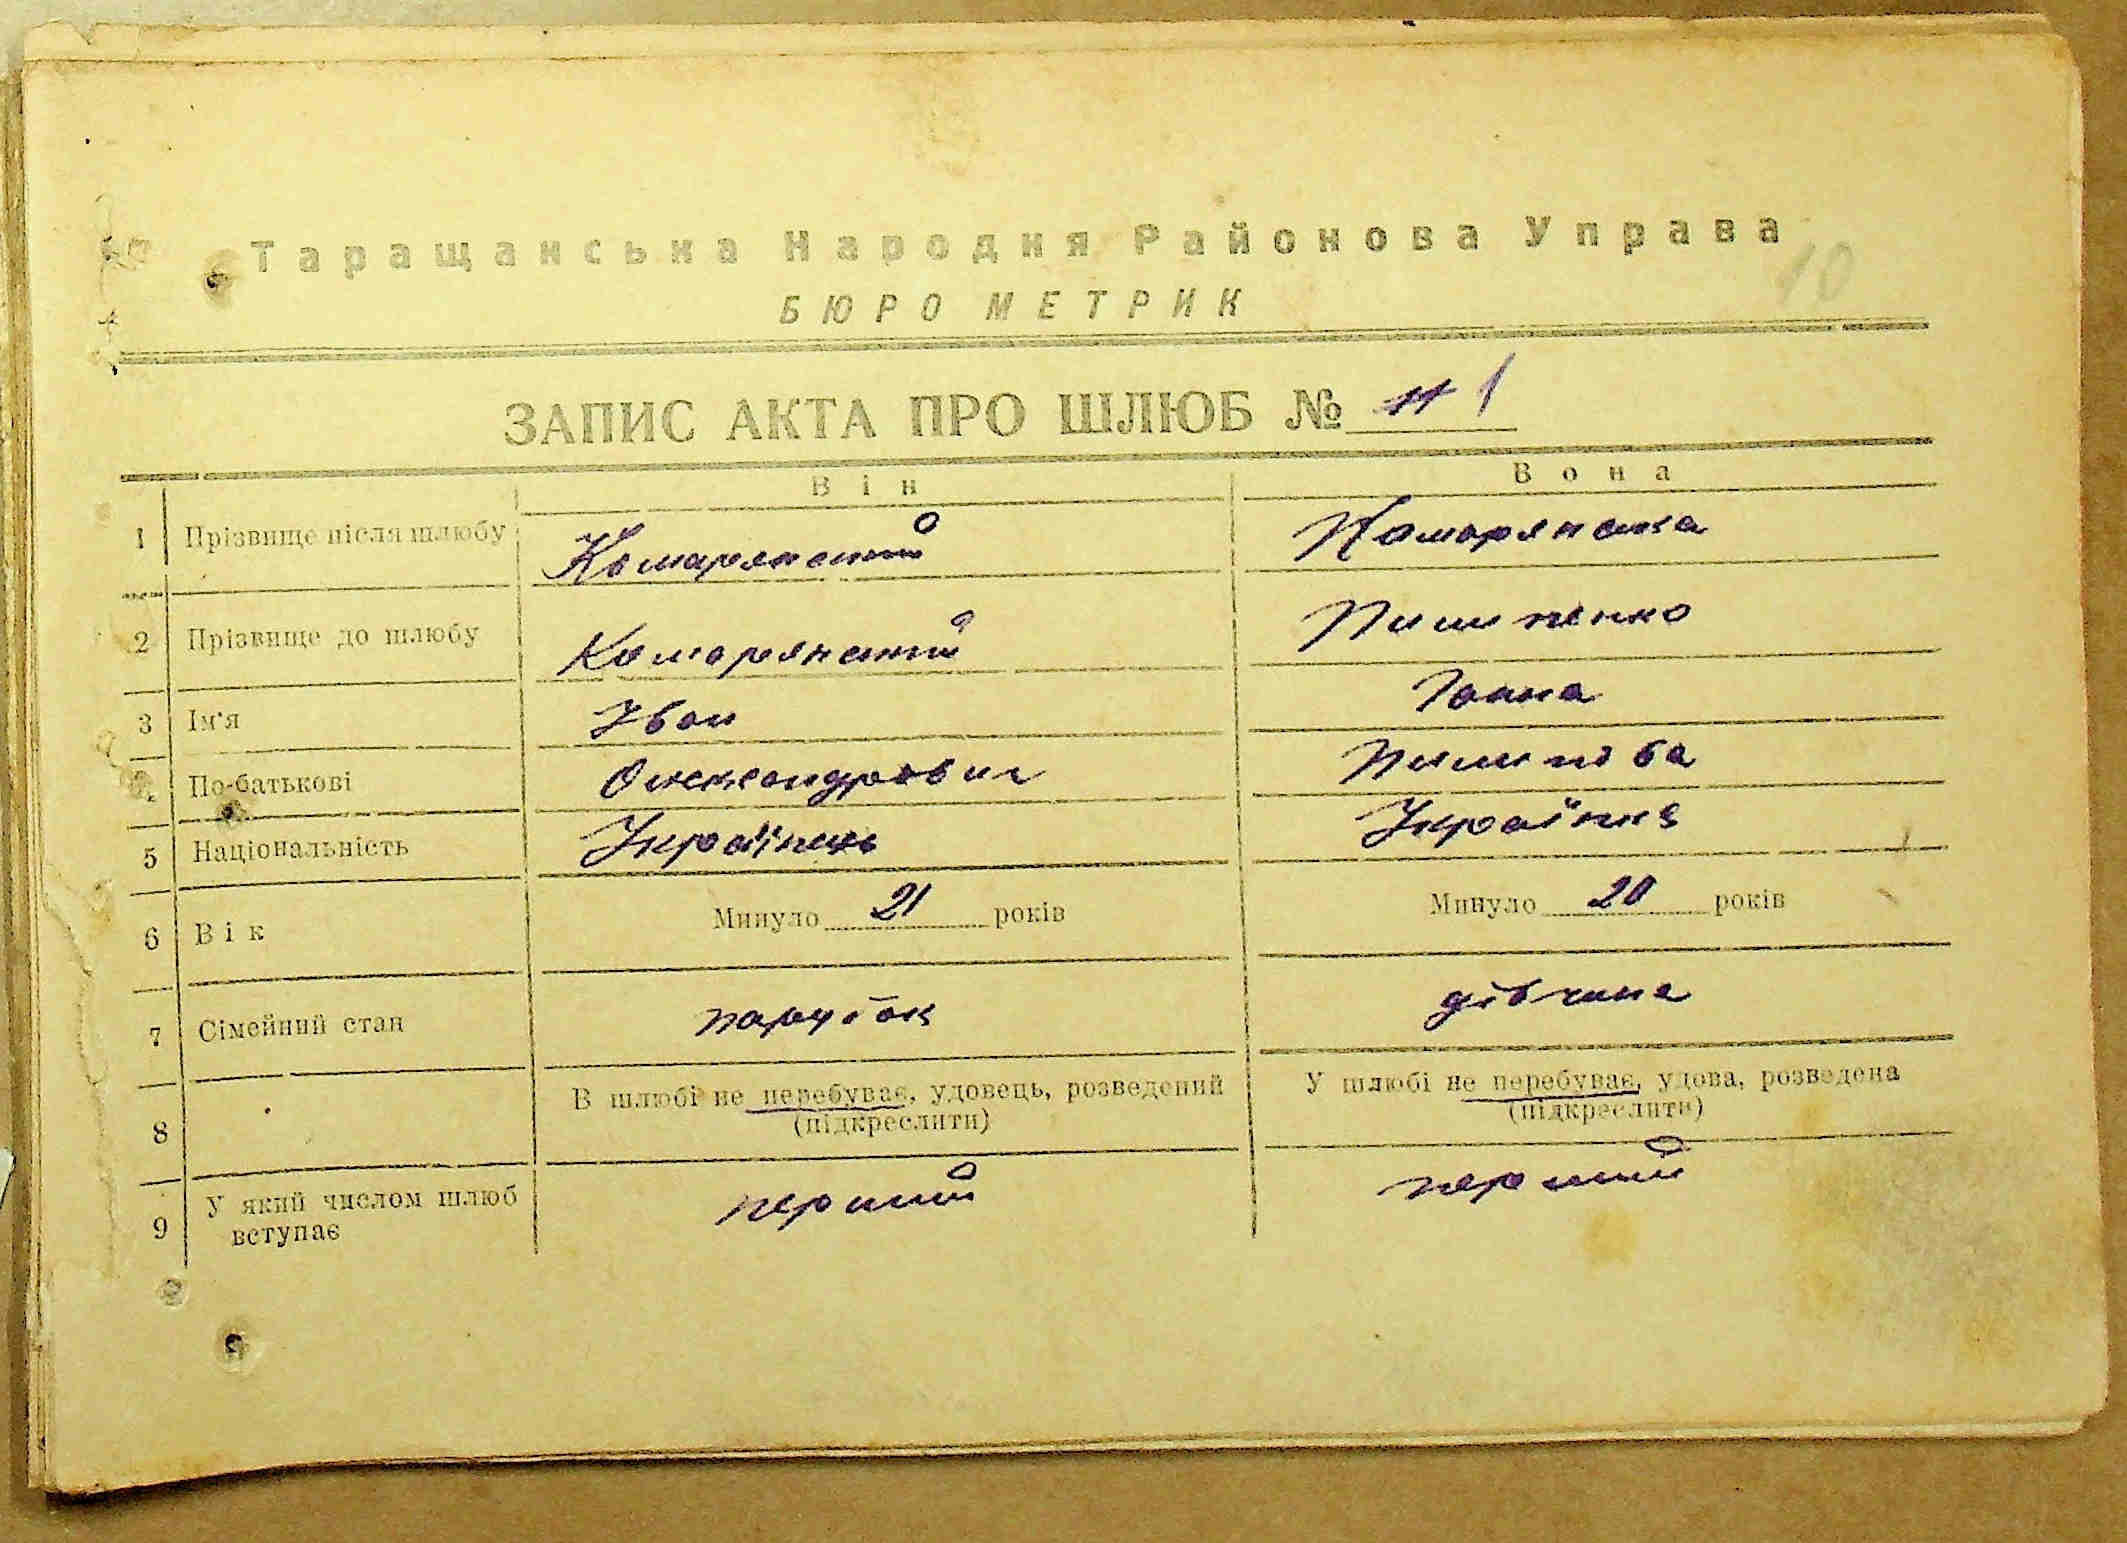 Таращанська Народня Районова Управа
10
БЮРО МЕТРИК
ЗАПИС АКТА ПРО ШЛЮБ № 1
Він Вона
1 Прізвище після шлюбу Комарянський Комарянська
2 Прізвище до шлюбу Комарянський Пилипенко
3 Ім'я Іван Ганна
По-батькові Олександрович Пилипівна
5 Національність Українець Українка
6 Вік Минуло 21 років Минуло 20 років
7 Сімейний стан парубок дівчина
8 В шлюбі не перебуває, удовець, розведений У шлюбі не перебуває, удова, розведена
(підкреслити) (підкреслити)
9 У який числом шлюб вступає перший перший